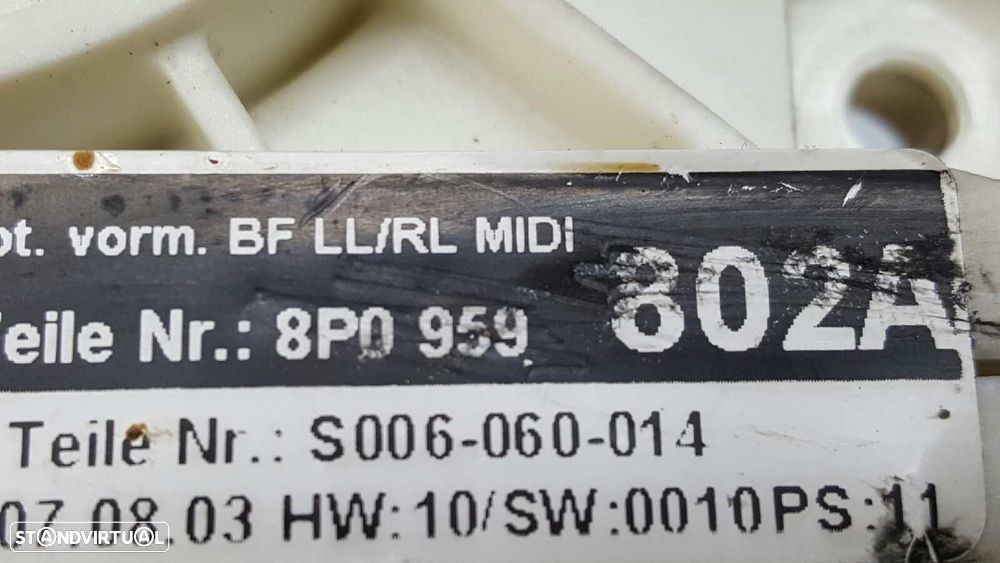 ot. vorm. BF LL/RL MIDI
802A
Teile Nr.: 8P0 959
Teile Nr.: S006-060-014
07.08.03 HW:10/SW:0010PS:11
STANDVIRTUAL